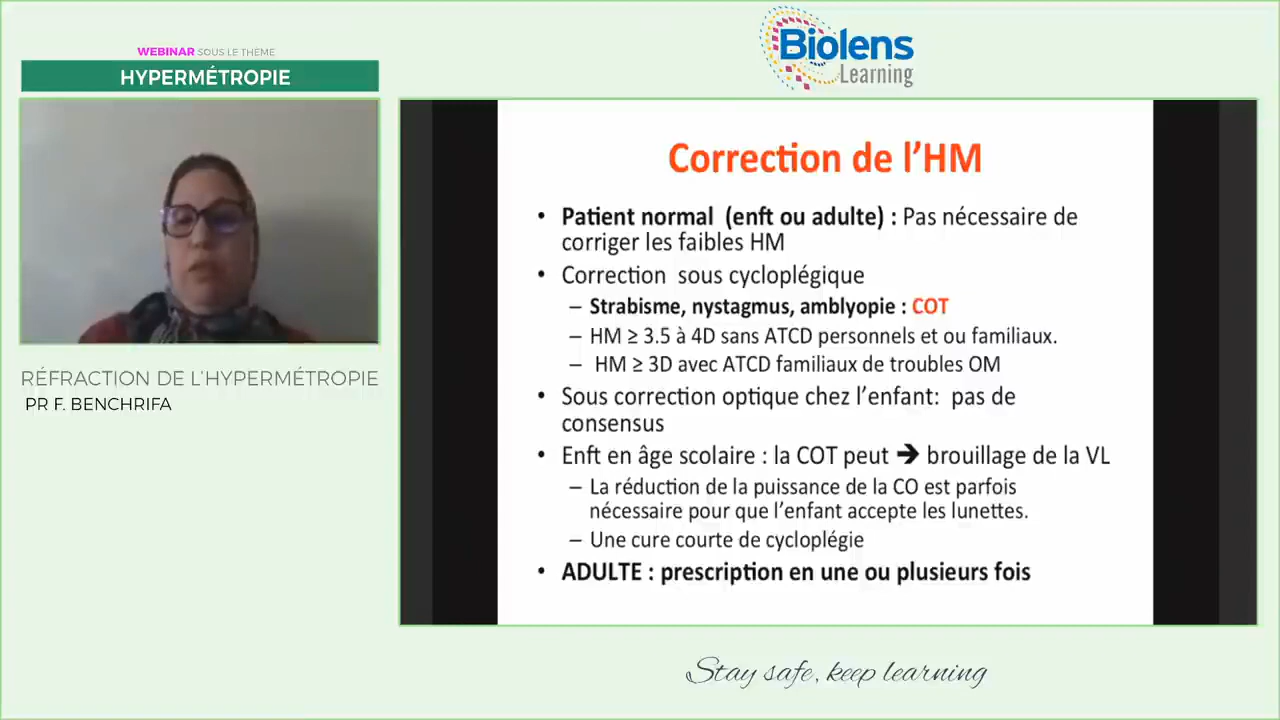 WEBINAR SOUS LE THEME
HYPERMÉTROPIE
Biolens
Learning
RÉFRACTION DE L'HYPERMÉTROPIE
PR F. BENCHRIFA
Correction de l'HM
• Patient normal (enft ou adulte) : Pas nécessaire de
corriger les faibles HM
• Correction sous cycloplégique
– Strabisme, nystagmus, amblyopie : COT
– HM ≥ 3.5 à 4D sans ATCD personnels et ou familiaux.
– HM ≥ 3D avec ATCD familiaux de troubles OM
• Sous correction optique chez l'enfant: pas de
consensus
• Enft en âge scolaire : la COT peut ➔ brouillage de la VL
– La réduction de la puissance de la CO est parfois
nécessaire pour que l'enfant accepte les lunettes.
– Une cure courte de cycloplégie
• ADULTE : prescription en une ou plusieurs fois
Stay safe, keep learning